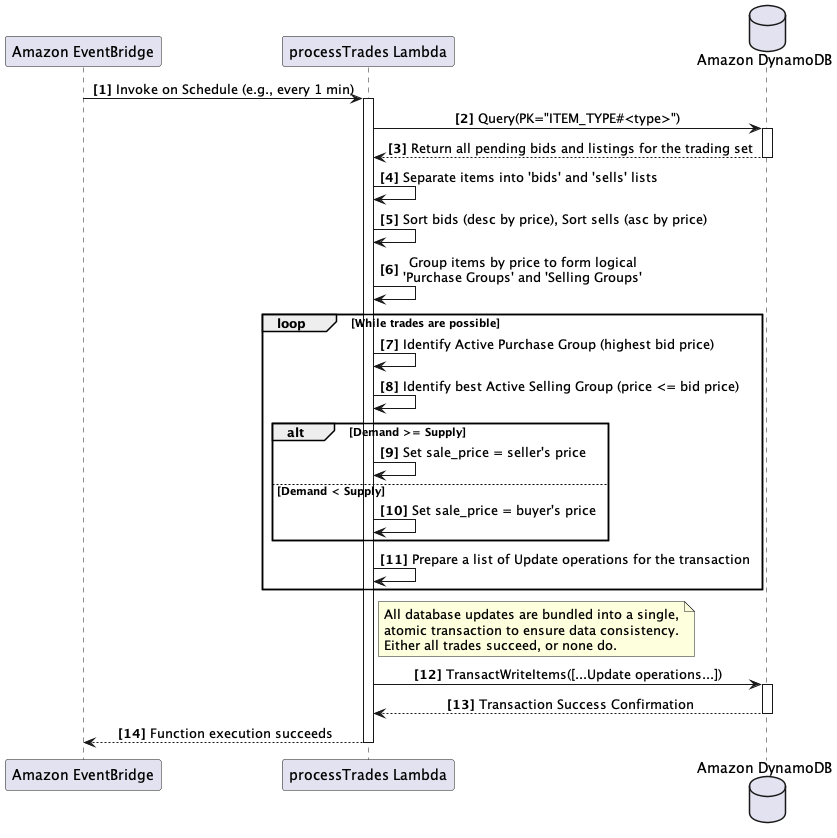 Amazon EventBridge
processTrades Lambda
Amazon DynamoDB
[1] Invoke on Schedule (e.g., every 1 min)
[2] Query(PK="ITEM_TYPE#<type>")
[3] Return all pending bids and listings for the trading set
[4] Separate items into 'bids' and 'sells' lists
[5] Sort bids (desc by price), Sort sells (asc by price)
[6] Group items by price to form logical
'Purchase Groups' and 'Selling Groups'
loop [While trades are possible]
[7] Identify Active Purchase Group (highest bid price)
[8] Identify best Active Selling Group (price <= bid price)
alt [Demand >= Supply]
[9] Set sale_price = seller's price
[Demand < Supply]
[10] Set sale_price = buyer's price
[11] Prepare a list of Update operations for the transaction
All database updates are bundled into a single,
atomic transaction to ensure data consistency.
Either all trades succeed, or none do.
[12] TransactWriteItems([...Update operations...])
[13] Transaction Success Confirmation
[14] Function execution succeeds
Amazon EventBridge
processTrades Lambda
Amazon DynamoDB